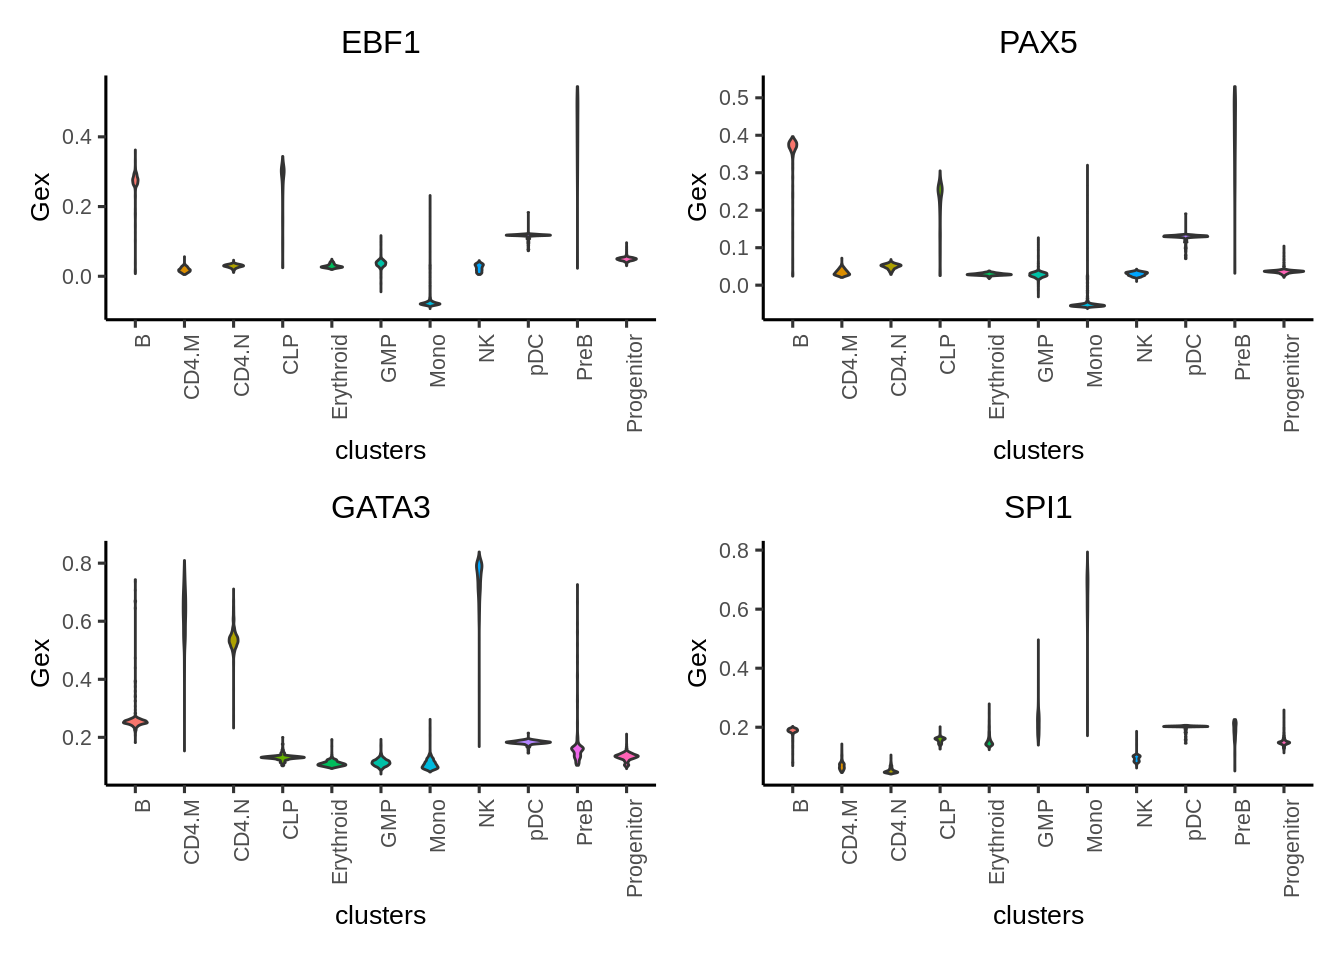 EBF1
Gex
0.4
0.2
0.0
B
CD4.M
CD4.N
CLP
Erythroid
GMP
Mono
NK
pDC
PreB
Progenitor
clusters
PAX5
Gex
0.5
0.4
0.3
0.2
0.1
0.0
B
CD4.M
CD4.N
CLP
Erythroid
GMP
Mono
NK
pDC
PreB
Progenitor
clusters
GATA3
Gex
0.8
0.6
0.4
0.2
B
CD4.M
CD4.N
CLP
Erythroid
GMP
Mono
NK
pDC
PreB
Progenitor
clusters
SPI1
Gex
0.8
0.6
0.4
0.2
B
CD4.M
CD4.N
CLP
Erythroid
GMP
Mono
NK
pDC
PreB
Progenitor
clusters